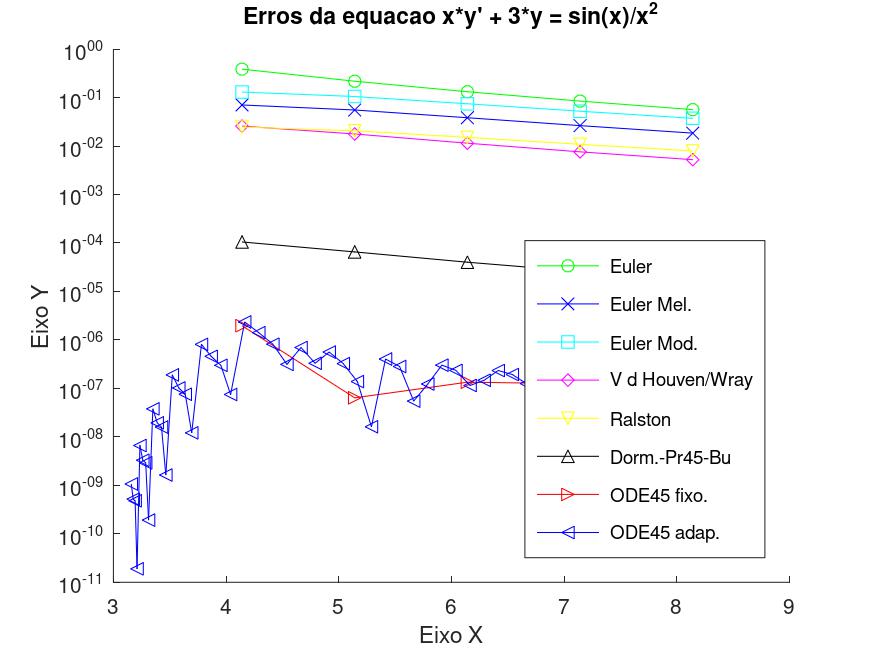 Erros da equacao x*y' + 3*y = sin(x)/x²
10⁰⁰
10⁻⁰¹
10⁻⁰²
10⁻⁰³
10⁻⁰⁴
10⁻⁰⁵
10⁻⁰⁶
10⁻⁰⁷
10⁻⁰⁸
10⁻⁰⁹
10⁻¹⁰
10⁻¹¹
Eixo Y
Euler
Euler Mel.
Euler Mod.
V d Houven/Wray
Ralston
Dorm.-Pr45-Bu
ODE45 fixo.
ODE45 adap.
3 4 5 6 7 8 9
Eixo X